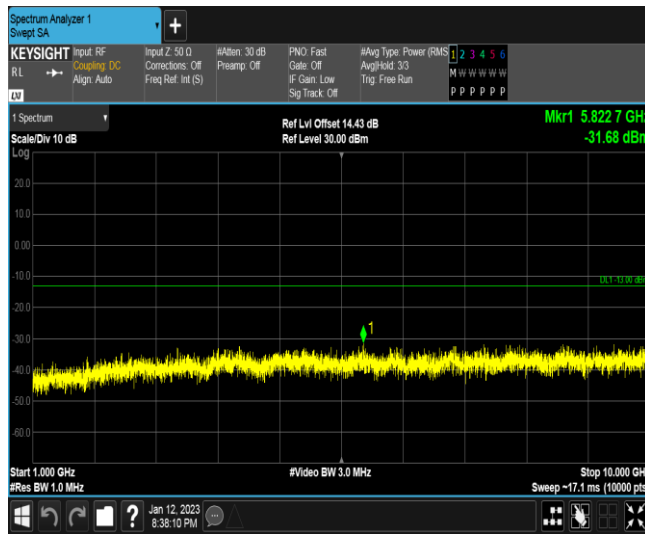 Spectrum Analyzer 1
Swept SA
+
KEYSIGHT
RL
LXI
Input: RF
Coupling: DC
Align: Auto
Input Z: 50 Ω
Corrections: Off
Freq Ref: Int (S)
#Atten: 30 dB
Preamp: Off
PNO: Fast
Gate: Off
IF Gain: Low
Sig Track: Off
#Avg Type: Power (RMS
Avg|Hold: 3/3
Trig: Free Run
1 2 3 4 5 6
M W W W W W
P P P P P P
1 Spectrum
Scale/Div 10 dB
Log
Ref Lvl Offset 14.43 dB
Ref Level 30.00 dBm
Mkr1 5.822 7 GHz
-31.68 dBm
20.0
10.0
0.00
-10.0
DL1 -13.00 dBm
-20.0
-30.0
1
-40.0
-50.0
-60.0
Start 1.000 GHz
#Res BW 1.0 MHz
#Video BW 3.0 MHz
Stop 10.000 GH
Sweep ~17.1 ms (10000 pts
?
Jan 12, 2023
8:38:10 PM